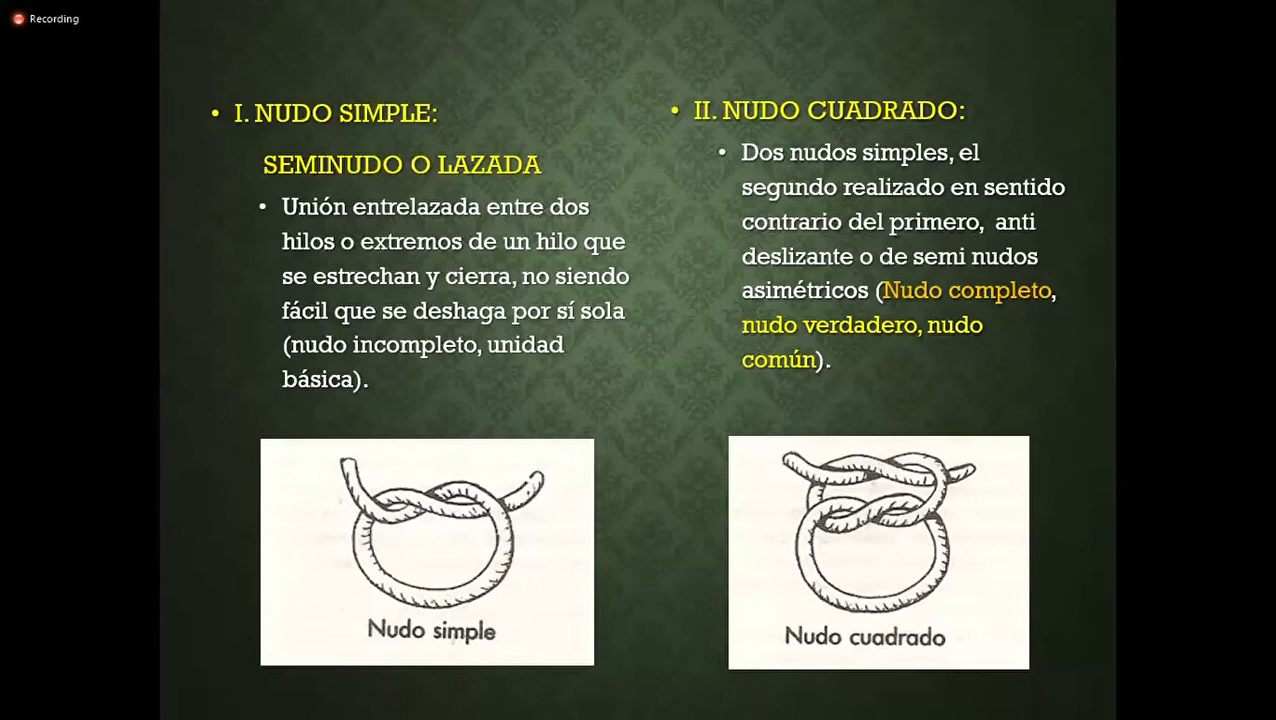 Recording
• I. NUDO SIMPLE:
SEMINUDO O LAZADA
• Unión entrelazada entre dos
hilos o extremos de un hilo que
se estrechan y cierra, no siendo
fácil que se deshaga por sí sola
(nudo incompleto, unidad
básica).
Nudo simple
• II. NUDO CUADRADO:
• Dos nudos simples, el
segundo realizado en sentido
contrario del primero, anti
deslizante o de semi nudos
asimétricos (Nudo completo,
nudo verdadero, nudo
común).
Nudo cuadrado